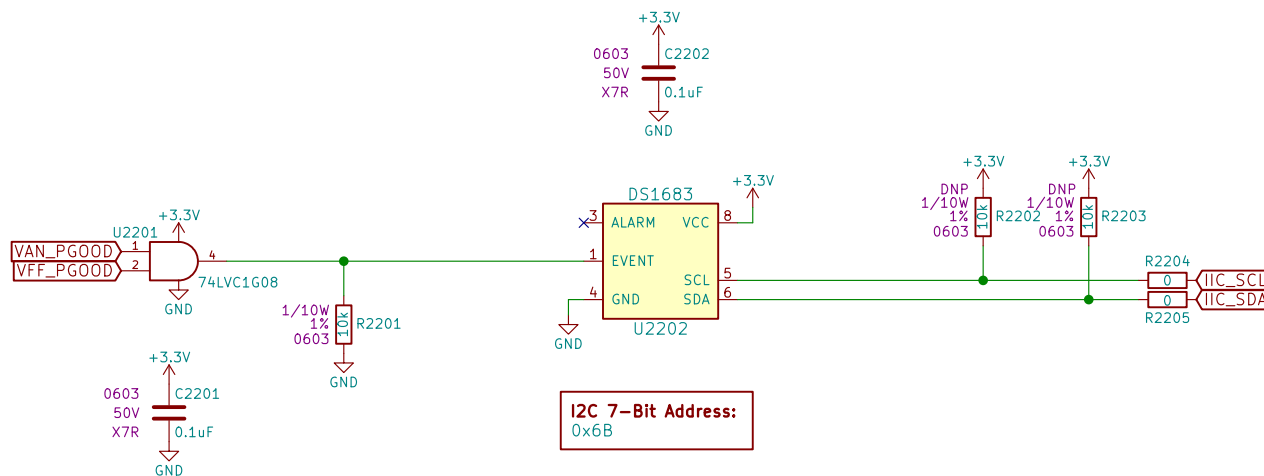 +3.3V
0603
C2202
50V
X7R
0.1uF
GND
+3.3V
+3.3V
DNP
1/10W
1%
0603
10k
R2202
DNP
1/10W
1%
0603
10k
R2203
DS1683
+3.3V
3
ALARM
VCC
8
1
EVENT
SCL
5
4
GND
SDA
6
U2202
GND
R2204
0
IIC_SCL
0
IIC_SDA
R2205
+3.3V
U2201
VAN_PGOOD
1
VFF_PGOOD
2
4
74LVC1G08
GND
1/10W
1%
0603
10k
R2201
GND
+3.3V
0603
C2201
50V
X7R
0.1uF
GND
I2C 7-Bit Address:
0x6B